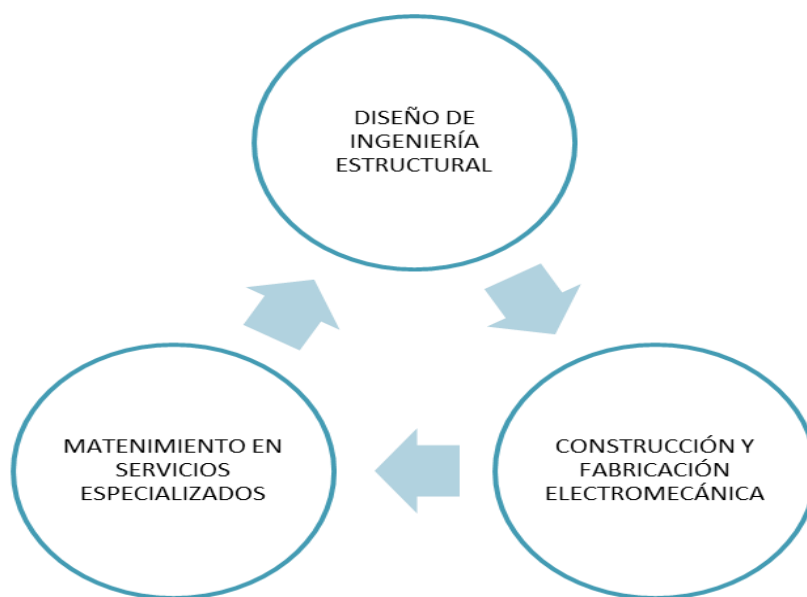 DISEÑO DE
INGENIERÍA
ESTRUCTURAL
CONSTRUCCIÓN Y
FABRICACIÓN
ELECTROMECÁNICA
MATENIMIENTO EN
SERVICIOS
ESPECIALIZADOS